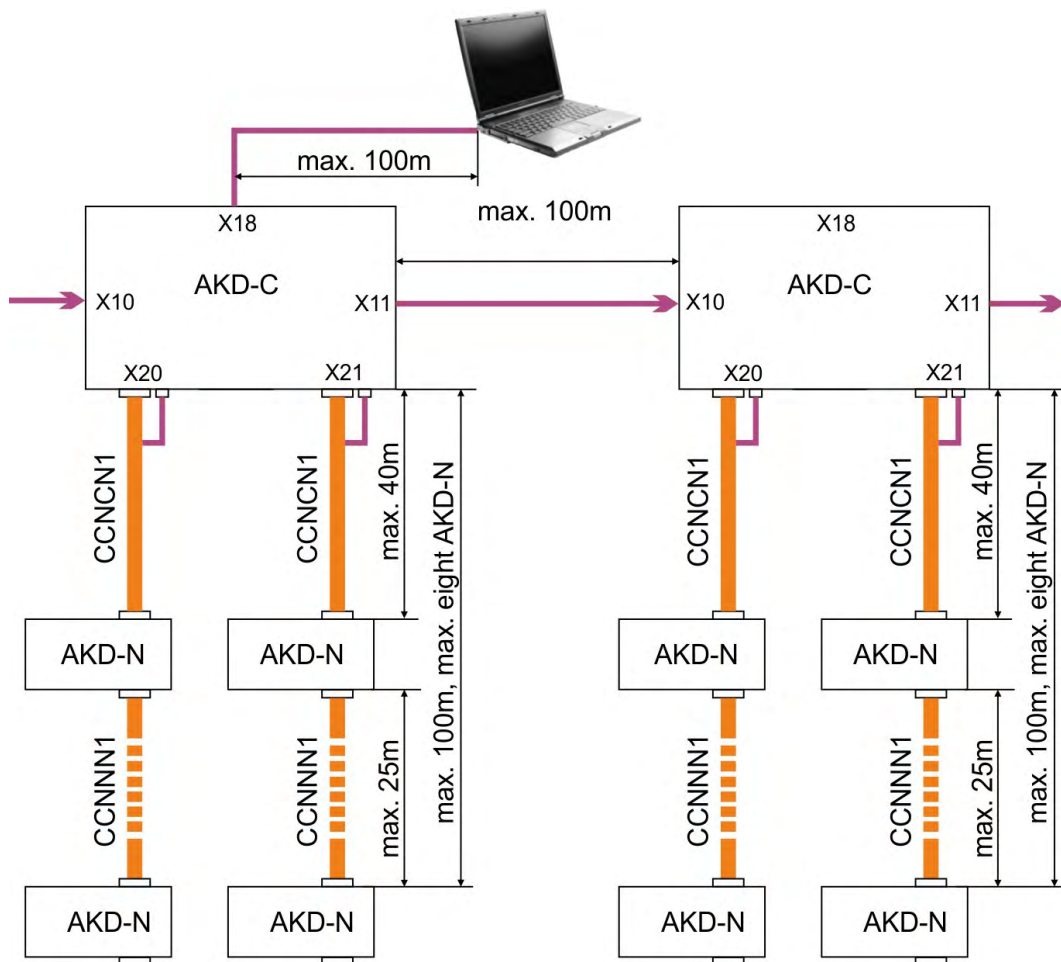 max. 100m
max. 100m
X18
AKD-C
X10
X11
X20
X21
X18
AKD-C
X10
X11
X20
X21
CCNCN1
CCNCN1
max. 40m
max. 100m, max. eight AKD-N
CCNCN1
CCNCN1
max. 40m
max. 100m, max. eight AKD-N
AKD-N
AKD-N
AKD-N
AKD-N
CCNNN1
CCNNN1
max. 25m
CCNNN1
CCNNN1
max. 25m
AKD-N
AKD-N
AKD-N
AKD-N